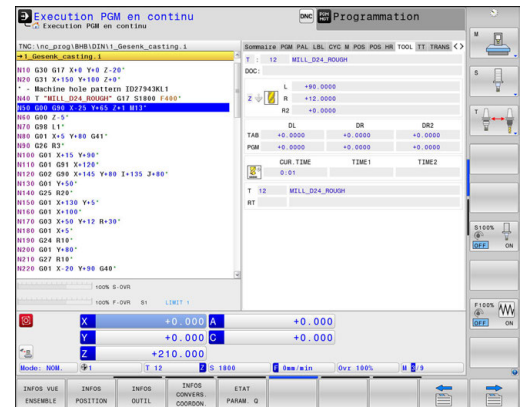 Exécution PGM en continu
Exécution PGM en continu
DNC
Programmation
TNC:\nc_prog\BHB\DIN\1_Gesenk_casting.i
→1_Gesenk_casting.i
N10 G30 G17 X+0 Y+0 Z-20*
N20 G31 X+150 Y+100 Z+0*
* - Machine hole pattern ID27943KL1
N40 T "MILL_D24_ROUGH" G17 S1800 F400*
N50 G00 G90 X-25 Y+65 Z+1 M13*
N60 G00 Z-5*
N70 G98 L1*
N80 G01 X+5 Y+80 G41*
N90 G26 R3*
N100 G01 X+15 Y+90*
N110 G01 G91 X+120*
N120 G02 G90 X+145 Y+80 I+135 J+80*
N130 G01 Y+50*
N140 G25 R20*
N150 G01 X+130 Y+5*
N160 G01 X+100*
N170 G03 X+50 Y+12 R+30*
N180 G01 X+5*
N190 G24 R10*
N200 G01 Y+80*
N210 G27 R10*
N220 G01 X-20 Y+90 G40*
Sommaire PGM PAL LBL CYC M POS POS HR TOOL TT TRANS
T : 12 MILL_D24_ROUGH
DOC:
L +90.0000
Z R +12.0000
R2 +0.0000
DL DR DR2
TAB +0.0000 +0.0000 +0.0000
PGM +0.0000 +0.0000 +0.0000
CUR.TIME TIME1 TIME2
0:01
T 12 MILL_D24_ROUGH
RT
100% S-OVR
100% F-OVR S1 LIMIT 1
X +0.000 A +0.000
Y +0.000 C +0.000
Z +210.000
Mode: NOM. 1 T 12 Z S 1800 F 0mm/min Ovr 100% M 3/9
INFOS VUE ENSEMBLE
INFOS POSITION
INFOS OUTIL
INFOS CONVERS. COORDON.
ETAT PARAM. Q
M
S
T
S100%
OFF ON
F100%
OFF ON